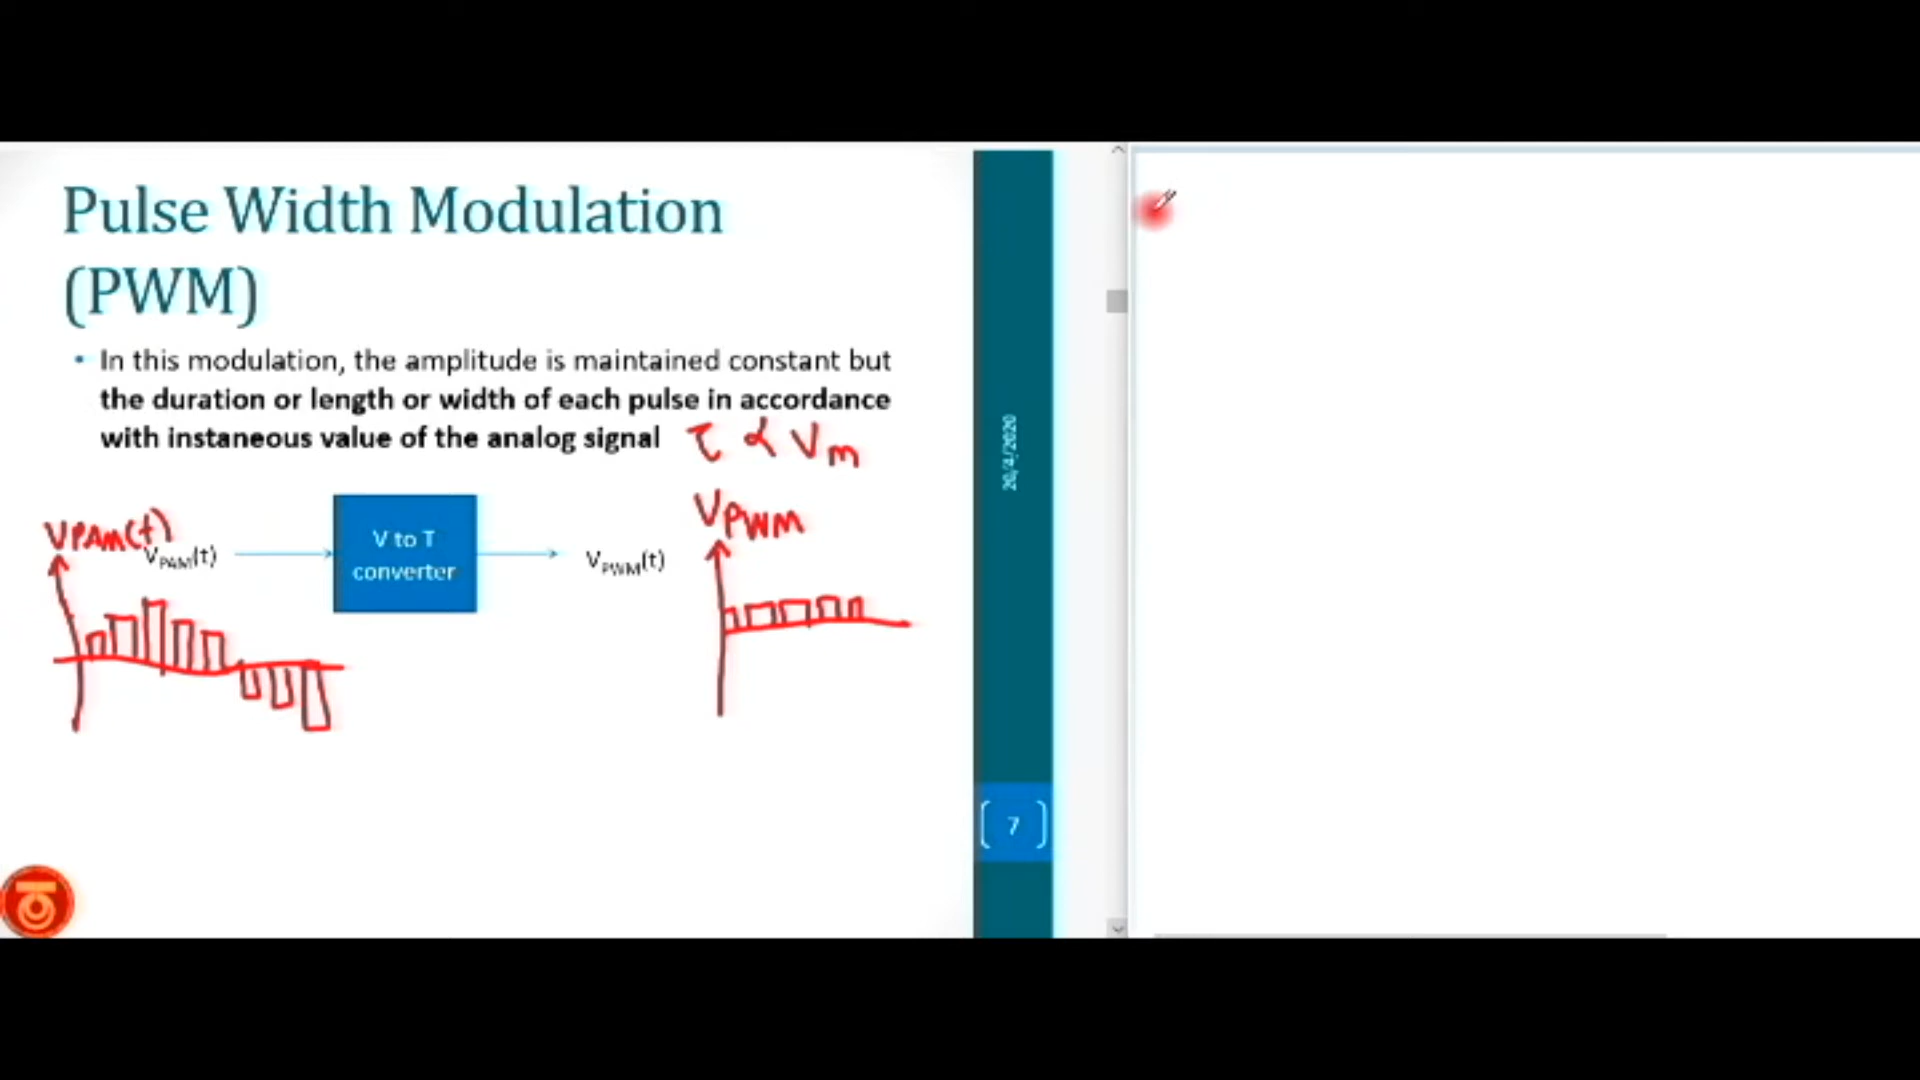 Pulse Width Modulation
(PWM)
• In this modulation, the amplitude is maintained constant but
the duration or length or width of each pulse in accordance
with instaneous value of the analog signal
τ α Vm
VPAM(t)
VPAM(t)
V to T
converter
VPWM(t)
VPWM
20/4/2020
7